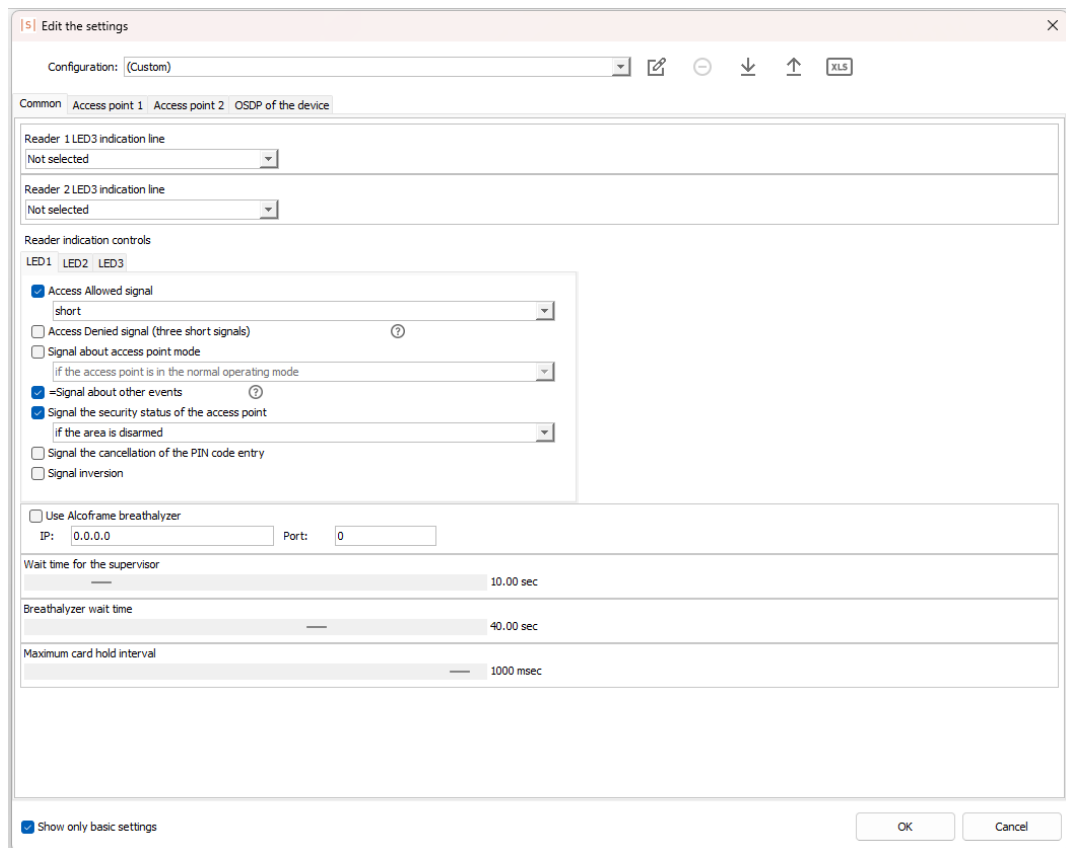 |S| Edit the settings
Configuration: (Custom) XLS
Common Access point 1 Access point 2 OSDP of the device
Reader 1 LED3 indication line
Not selected
Reader 2 LED3 indication line
Not selected
Reader indication controls
LED1 LED2 LED3
Access Allowed signal
short
Access Denied signal (three short signals) ?
Signal about access point mode
if the access point is in the normal operating mode
=Signal about other events ?
Signal the security status of the access point
if the area is disarmed
Signal the cancellation of the PIN code entry
Signal inversion
Use Alcoframe breathalyzer
IP: 0.0.0.0 Port: 0
Wait time for the supervisor
10.00 sec
Breathalyzer wait time
40.00 sec
Maximum card hold interval
1000 msec
Show only basic settings OK Cancel